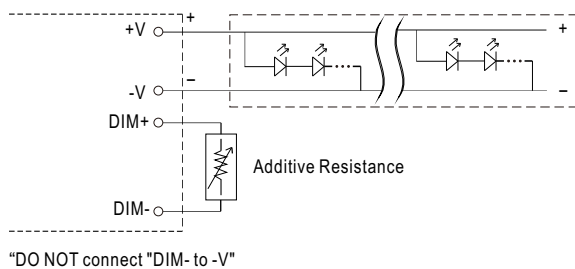 +V
+
+
-V
−
−
DIM+
Additive Resistance
DIM-
“DO NOT connect "DIM- to -V"